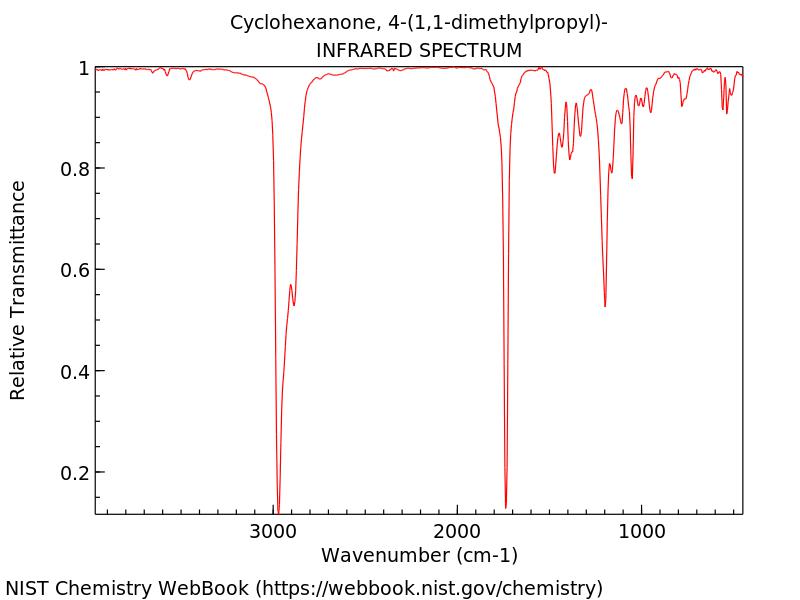 Cyclohexanone, 4-(1,1-dimethylpropyl)-
INFRARED SPECTRUM
1
0.8
0.6
0.4
0.2
Relative Transmittance
3000
2000
1000
Wavenumber (cm-1)
NIST Chemistry WebBook (https://webbook.nist.gov/chemistry)